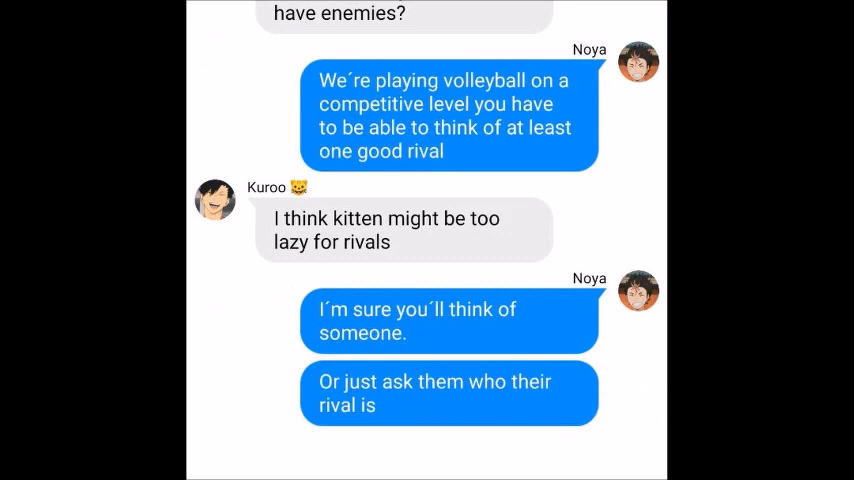 have enemies?
Noya
We´re playing volleyball on a
competitive level you have
to be able to think of at least
one good rival
Kuroo 😺
I think kitten might be too
lazy for rivals
Noya
I´m sure you´ll think of
someone.
Or just ask them who their
rival is